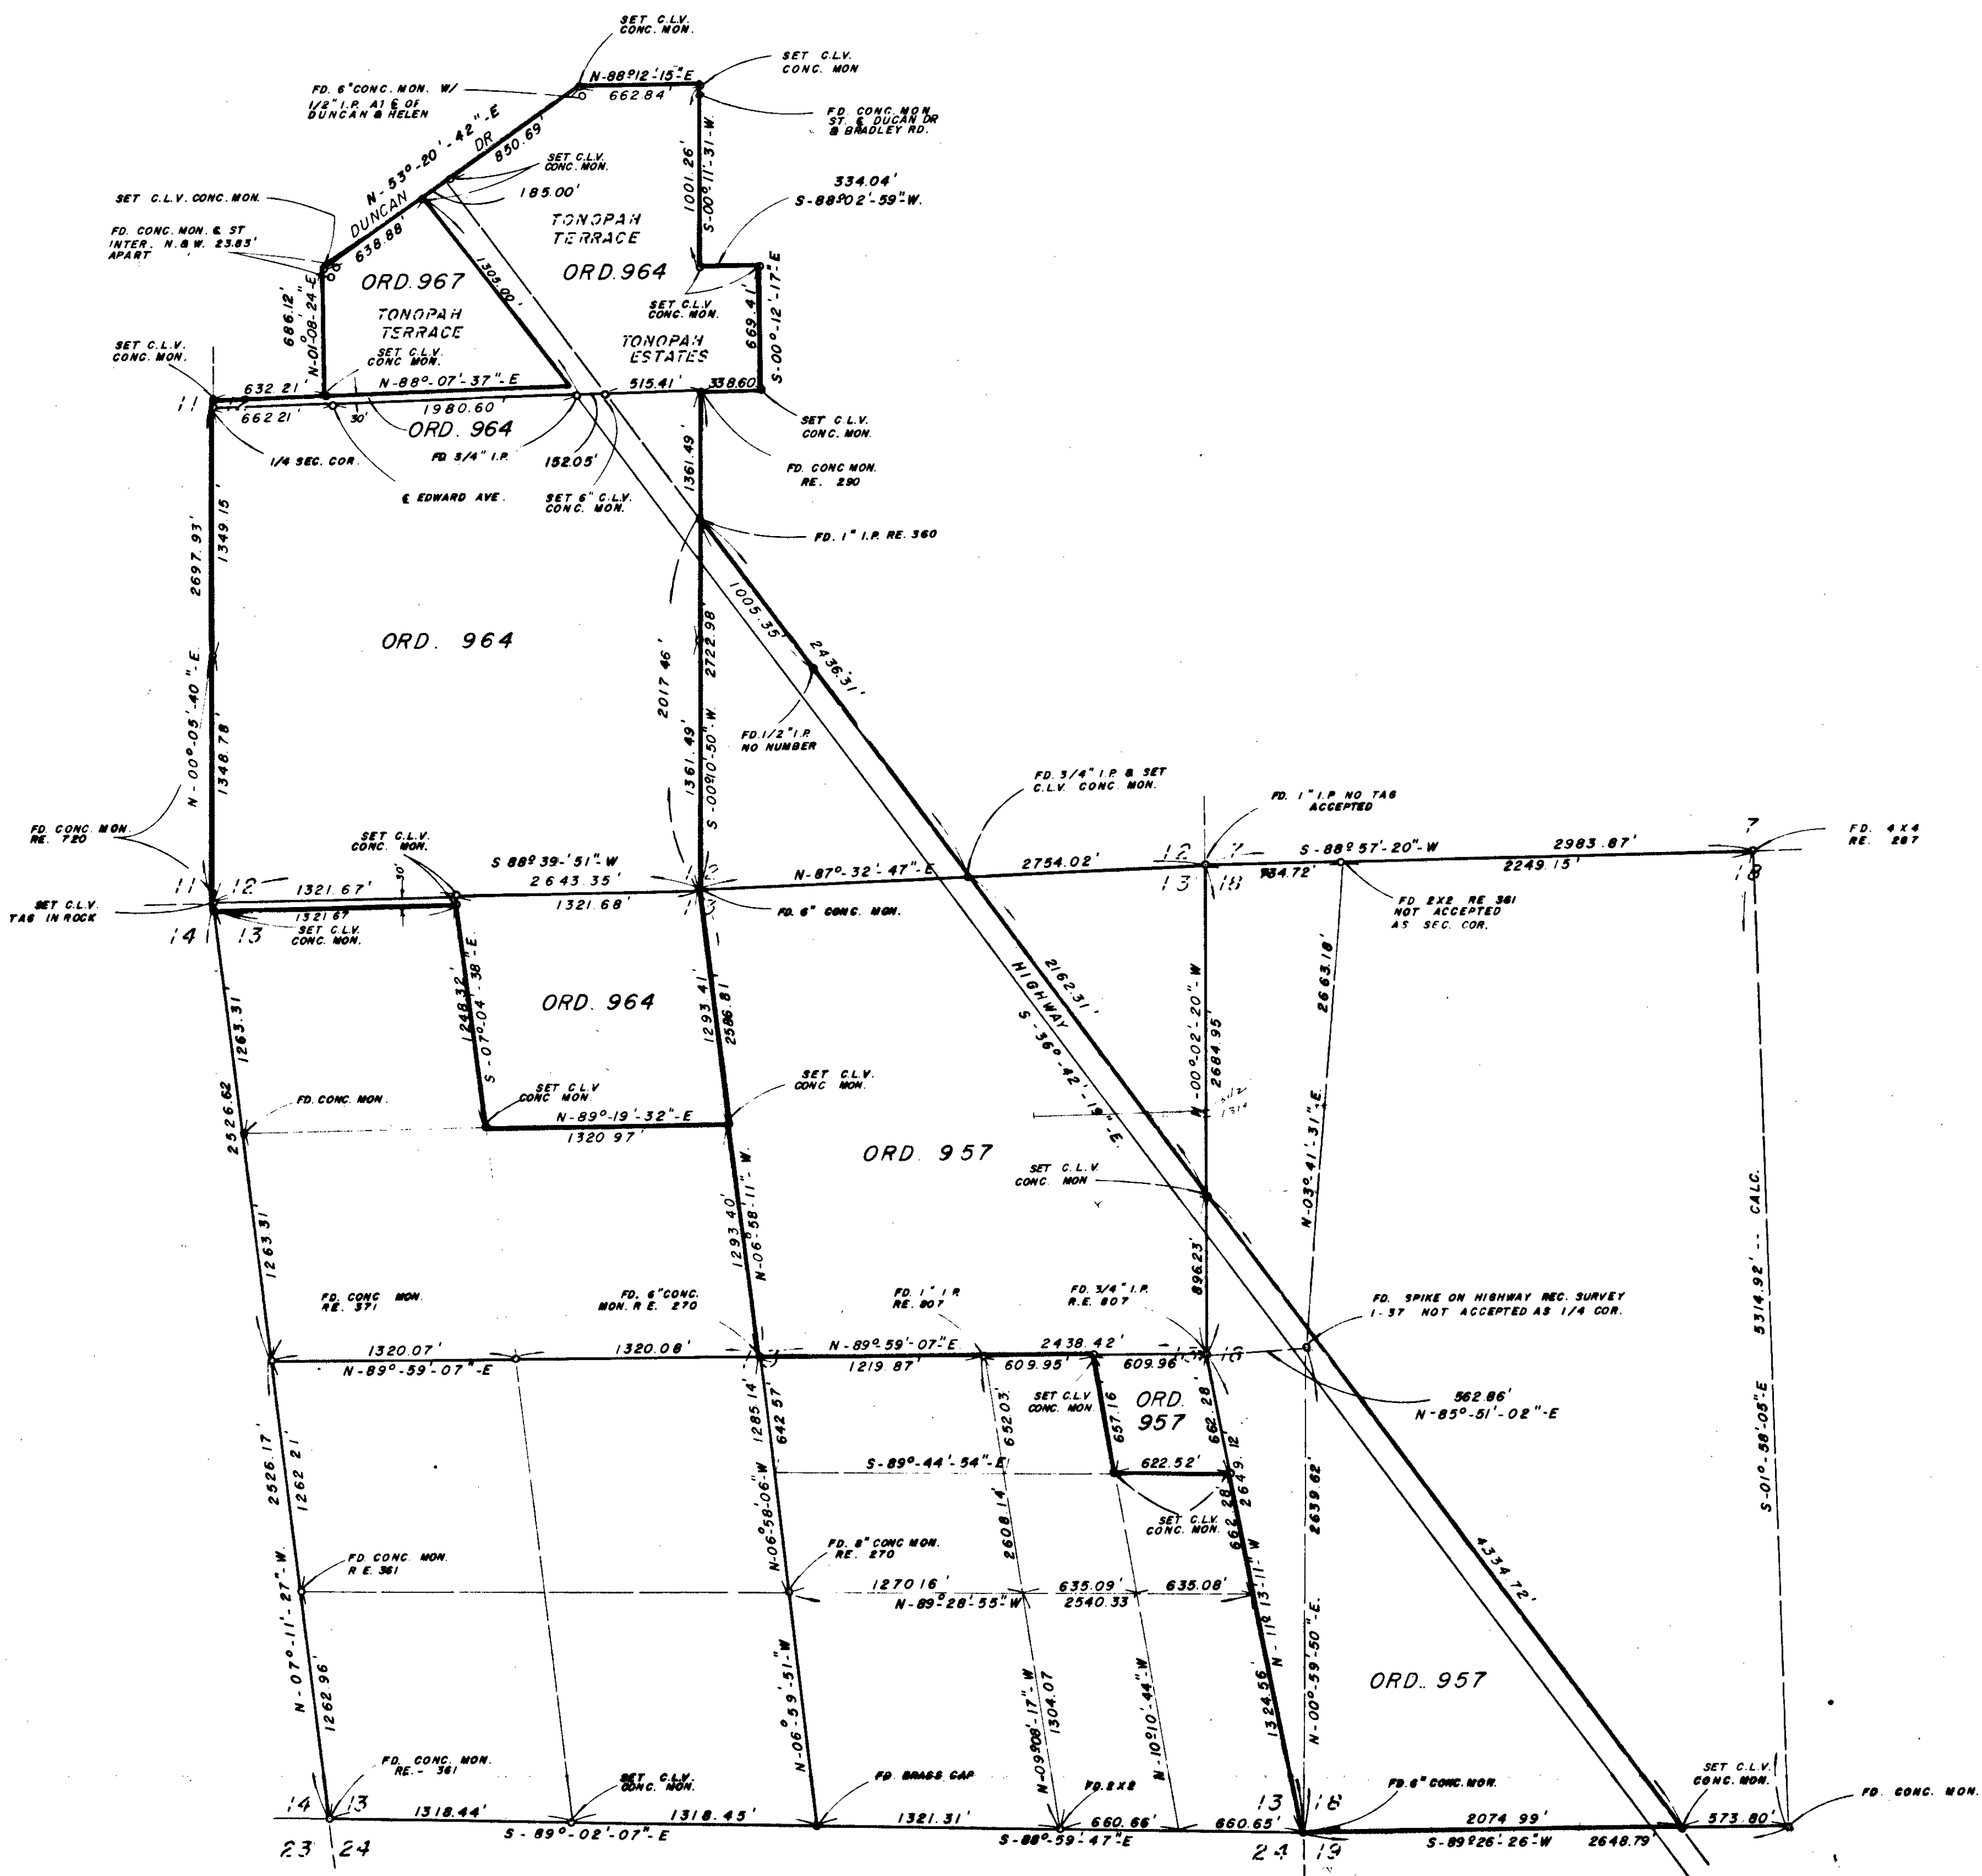 SET C.L.V.
CONC. MON.
SET C.L.V.
CONC. MON
N-88°12'-15"-E
662.84'
FD. 6" CONC. MON. W/
1/2" I.P. AT ℄ OF
DUNCAN & HELEN
FD. CONC. MON
ST. ℄ DUCAN DR
& BRADLEY RD.
N-53°-20'-42"-E
DUNCAN DR
850.69'
638.88'
SET C.L.V.
CONC. MON.
185.00'
1001.26'
S-00°-11'-31-W.
334.04'
S-88°02'-59"-W.
SET C.L.V. CONC. MON.
FD. CONC. MON. ℄ ST
INTER. N. & W. 23.83'
APART
TONOPAH
TERRACE
ORD. 964
ORD. 967
1305.00'
686.12'
N-01°-08'-24"-E
TONOPAH
TERRACE
SET C.L.V.
CONC. MON.
TONOPAH
ESTATES
669.41'
S-00°-12'-17"-E
SET C.L.V.
CONC. MON.
SET C.L.V.
CONC MON.
632.21'
N-88°-07'-37"-E
515.41'
338.60
11
662.21'
30'
1980.60'
ORD. 964
SET C.L.V.
CONC. MON.
1/4 SEC. COR.
FD 3/4" I.P.
152.05'
FD. CONC MON.
RE. 290
℄ EDWARD AVE.
SET 6" C.L.V.
CONC. MON.
1361.49'
FD. 1" I.P. RE. 360
2697.93'
1349.15'
N-00°-05'-40"-E.
1348.78'
ORD. 964
2017.46'
2722.98'
1361.49'
S-00°10'-50"-W.
1005.35'
2436.31'
FD. 1/2" I.P.
NO NUMBER
FD. 3/4" I.P. & SET
C.L.V. CONC. MON.
FD. 1" I.P. NO TAG
ACCEPTED
FD. CONC. MON.
RE. 720
SET C.L.V.
CONC. MON.
S 88°39-'51"-W
2643.35'
N-87°-32'-47"-E
2754.02'
12
7
S-88°57'-20"-W
2983.87'
7
FD. 4 X 4
RE. 287
11
12
1321.67'
30'
1321.68'
13
18
734.72'
2249.15'
18
SET C.L.V.
TAG IN ROCK
1321.67
FD. 6" CONC. MON.
FD 2X2 RE 361
NOT ACCEPTED
AS SEC. COR.
14
13
SET C.L.V.
CONC. MON.
1263.31'
2526.62
1248.32'
S-07°-04'-38"-E.
ORD. 964
1293.41'
2586.81'
HIGHWAY
S-36°-42'-19"-E.
2162.31'
N-00°-02'-20"-W
2684.95'
2663.18'
N-03°-41'-31"-E.
FD. CONC. MON.
SET C.L.V
CONC MON.
SET C.L.V.
CONC MON.
N-89°-19'-32"-E
1320.97'
ORD. 957
SET C.L.V.
CONC. MON
1263.31'
1293.40'
N-06°58'-11"-W.
896.23'
5314.92' -- CALC.
S-01°-58'-05"-E
FD. CONC MON.
RE. 371
FD. 6" CONC.
MON. R E. 270
FD. 1" I P.
RE. 807
FD. 3/4" I.P.
R.E. 807
FD. SPIKE ON HIGHWAY REC. SURVEY
1-37 NOT ACCEPTED AS 1/4 COR.
1320.07'
N-89°-59'-07"-E
1320.08'
N-89°-59'-07"-E
2438.42'
1219.87'
609.95'
609.96'
562.86'
N-85°-51'-02"-E
SET C.L.V
CONC. MON.
ORD.
957
2526.17'
1262.21'
1285.14'
642.57'
N-06°58'-06"-W
652.03'
657.16
662.28'
S-89°-44'-54"-E
622.52'
2649.12'
662.28'
2639.62'
SET C.L.V.
CONC. MON.
2608.14'
FD. CONC. MON.
R E. 361
FD. 8" CONC MON.
RE. 270
1270.16'
635.09'
635.08'
N-89°-28'-55"-W
2540.33'
4334.72'
N-07°-11'-27"-W.
1262.96'
N-06°59'-51"-W
N-09°08'-17"-W
1304.07
N-10°10'-44"-W
N-11°13'-11"-W
1324.56'
N-00°-59'-50"-E.
ORD. 957
FD. CONC. MON.
RE.- 361
SET C.L.V.
CONC. MON.
FD. BRASS CAP
FD. 2X2
FD. 6" CONC. MON.
SET C.L.V.
CONC. MON.
FD. CONC. MON.
14
13
1318.44'
1318.45'
1321.31'
660.66'
660.65'
13
18
2074.99'
573.80'
23
24
S-89°-02'-07"-E
S-88°-59'-47"E
24
19
S-89°26'-26"-W
2648.79'